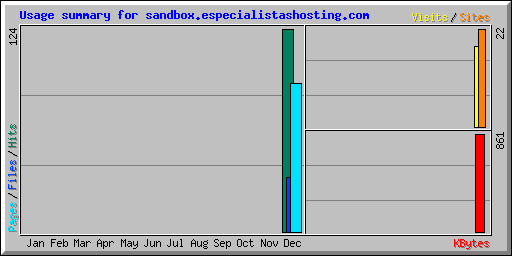 Usage summary for sandbox.especialistashosting.com
Visits/Sites
124
22
861
Pages/Files/Hits
Jan Feb Mar Apr May Jun Jul Aug Sep Oct Nov Dec
KBytes